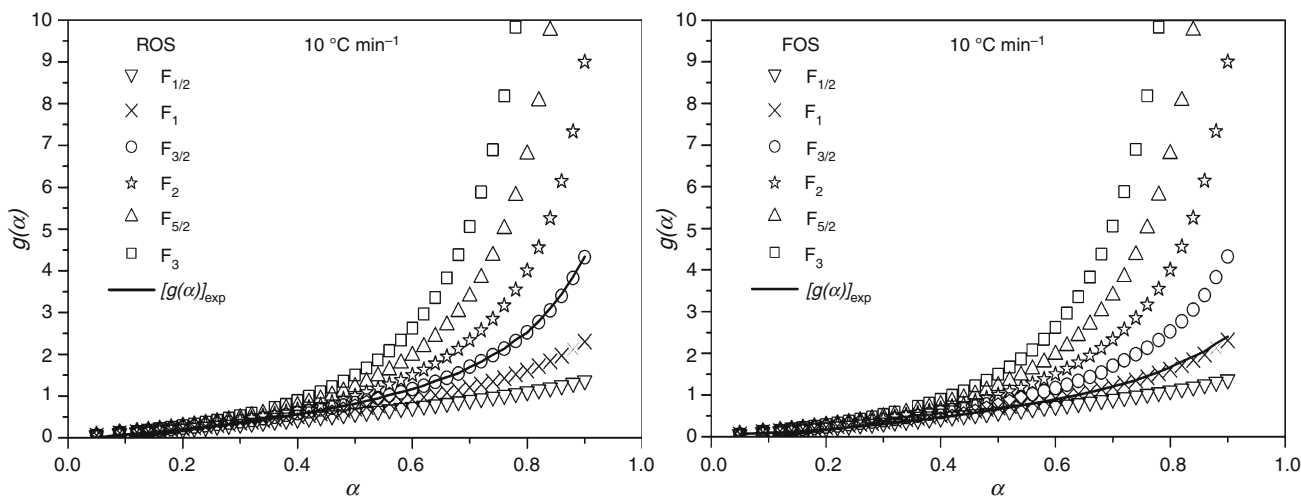 ROS
10 °C min⁻¹
F₁/₂
F₁
F₃/₂
F₂
F₅/₂
F₃
[g(α)]exp
g(α)
10
9
8
7
6
5
4
3
2
1
0
0.0 0.2 0.4 0.6 0.8 1.0
α
FOS
10 °C min⁻¹
F₁/₂
F₁
F₃/₂
F₂
F₅/₂
F₃
[g(α)]exp
g(α)
10
9
8
7
6
5
4
3
2
1
0
0.0 0.2 0.4 0.6 0.8 1.0
α